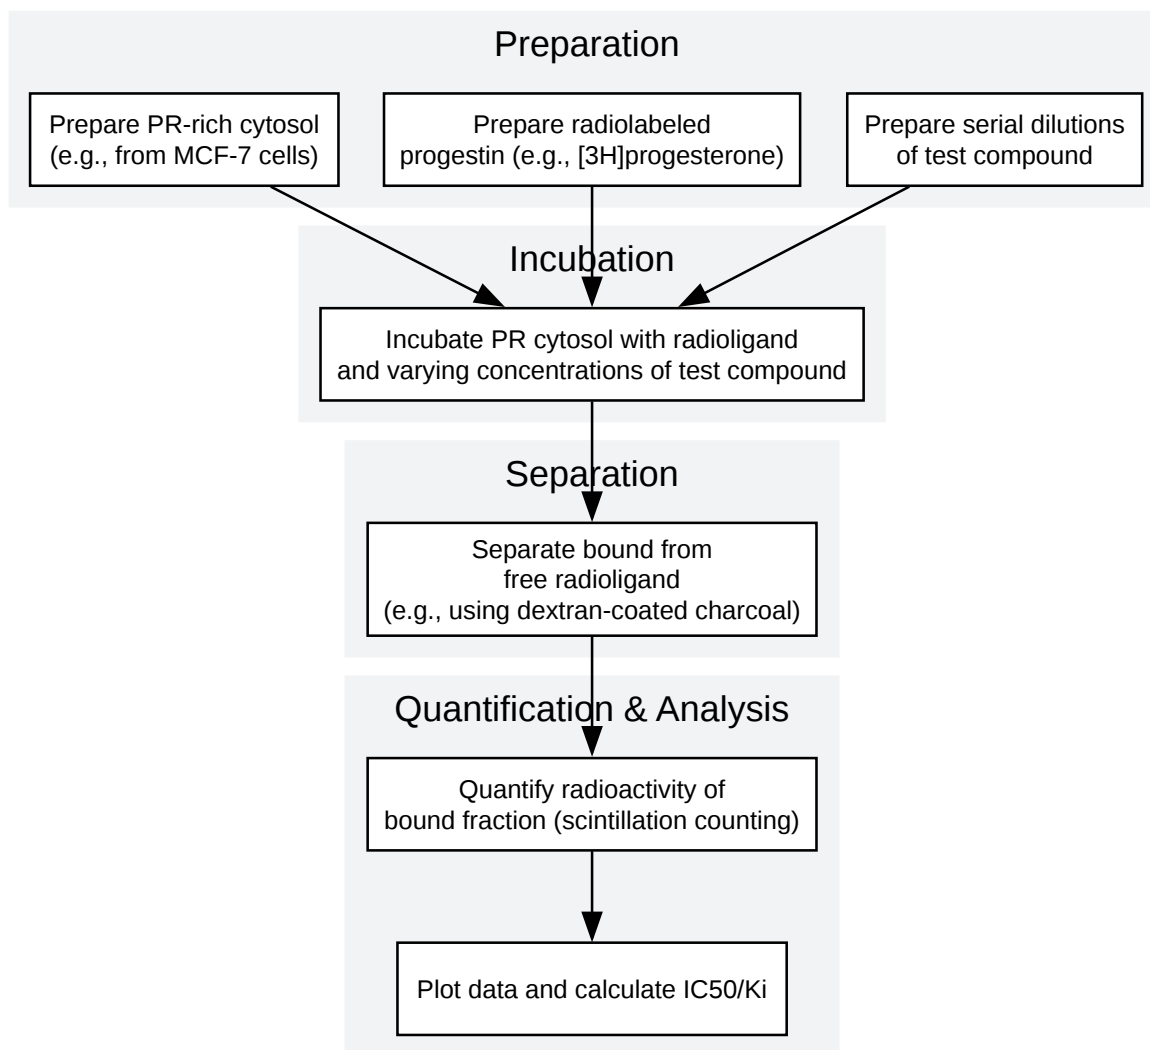 Preparation
Prepare PR-rich cytosol
(e.g., from MCF-7 cells)
Prepare radiolabeled
progestin (e.g., [3H]progesterone)
Prepare serial dilutions
of test compound
Incubation
Incubate PR cytosol with radioligand
and varying concentrations of test compound
Separation
Separate bound from
free radioligand
(e.g., using dextran-coated charcoal)
Quantification & Analysis
Quantify radioactivity of
bound fraction (scintillation counting)
Plot data and calculate IC50/Ki